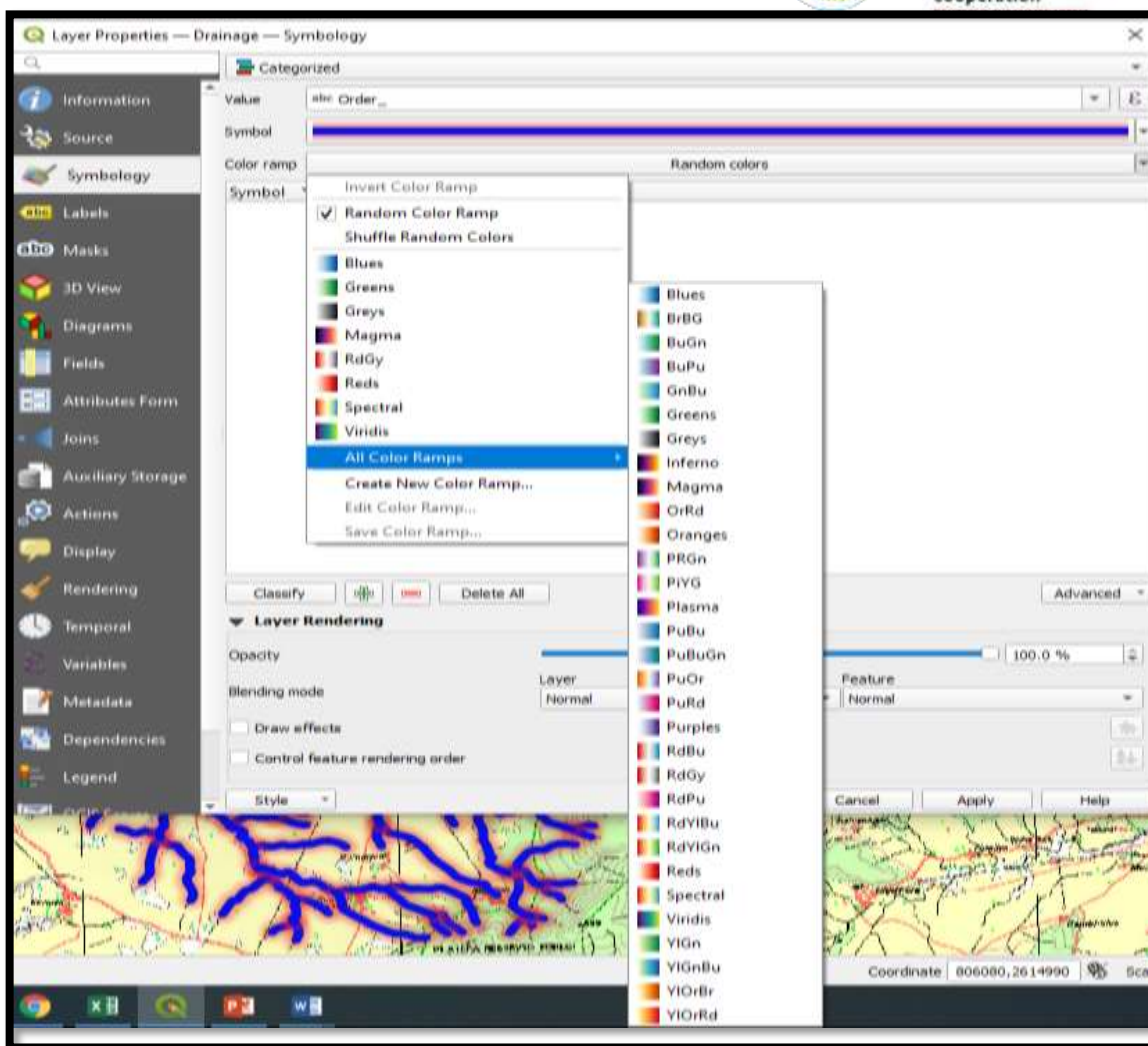 cooperation
Layer Properties — Drainage — Symbology
Categorized
Information
Value
abc Order_
ε
Source
Symbol
Symbology
Color ramp
Random colors
Symbol
Labels
Masks
3D View
Diagrams
Fields
Attributes Form
Joins
Auxiliary Storage
Actions
Display
Rendering
Temporal
Variables
Metadata
Dependencies
Legend
Invert Color Ramp
Random Color Ramp
Shuffle Random Colors
Blues
Greens
Greys
Magma
RdGy
Reds
Spectral
Viridis
All Color Ramps
Create New Color Ramp...
Edit Color Ramp...
Save Color Ramp...
Blues
BrBG
BuGn
BuPu
GnBu
Greens
Greys
Inferno
Magma
OrRd
Oranges
PRGn
PiYG
Plasma
PuBu
PuBuGn
PuOr
PuRd
Purples
RdBu
RdGy
RdPu
RdYlBu
RdYlGn
Reds
Spectral
Viridis
YlGn
YlGnBu
YlOrBr
YlOrRd
Classify
Delete All
Advanced
Layer Rendering
Opacity
100.0 %
Blending mode
Layer
Normal
Feature
Normal
Draw effects
Control feature rendering order
Style
Cancel
Apply
Help
Coordinate 806080,2614990
Sca